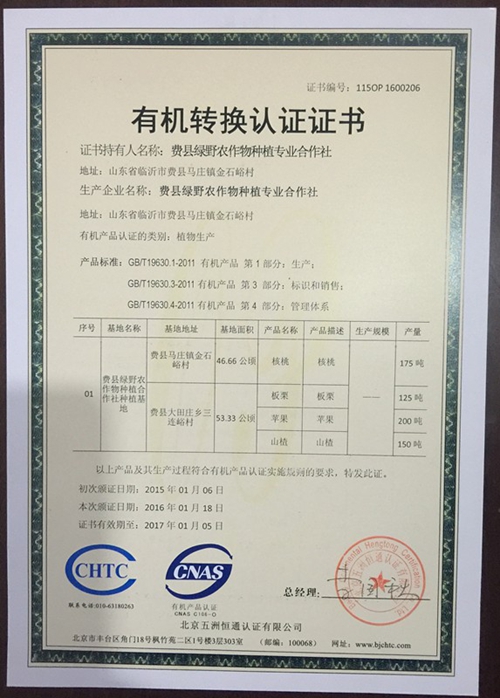 证书编号：115OP 1600206
有机转换认证证书
证书持有人名称：费县绿野农作物种植专业合作社
地址：山东省临沂市费县马庄镇金石峪村
生产企业名称：费县绿野农作物种植专业合作社
地址：山东省临沂市费县马庄镇金石峪村
有机产品认证的类别：植物生产
产品标准：GB/T19630.1-2011 有机产品 第 1 部分：生产；
GB/T19630.3-2011 有机产品 第 3 部分：标识和销售；
GB/T19630.4-2011 有机产品 第 4 部分：管理体系
序号 基地名称 基地地址 基地面积 产品名称 产品描述 生产规模 产量
01 费县绿野农作物种植合作社种植基地 费县马庄镇金石峪村 46.66 公顷 核桃 核桃 —— 175 吨
费县大田庄乡三连峪村 53.33 公顷 板栗 板栗 125 吨
苹果 苹果 200 吨
山楂 山楂 150 吨
以上产品及其生产过程符合有机产品认证实施规则的要求，特发此证。
初次颁证日期：2015 年 01 月 06 日
本次颁证日期：2016 年 01 月 18 日
证书有效期至：2017 年 01 月 05 日
CHTC
联系电话:010-63180263
CNAS
有机产品认证
CNAS C168-O
总经理：
北京五洲恒通认证有限公司
北京市丰台区角门18号枫竹苑二区1号楼3层303室 （邮编：100068） 网址：www.bjchtc.com